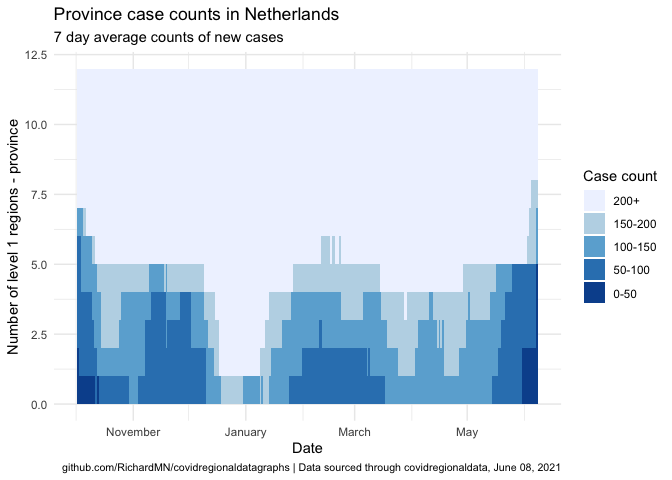 Province case counts in Netherlands
7 day average counts of new cases
12.5
10.0
7.5
5.0
2.5
0.0
Number of level 1 regions - province
November
January
March
May
Date
Case count
200+
150-200
100-150
50-100
0-50
github.com/RichardMN/covidregionaldatagraphs | Data sourced through covidregionaldata, June 08, 2021